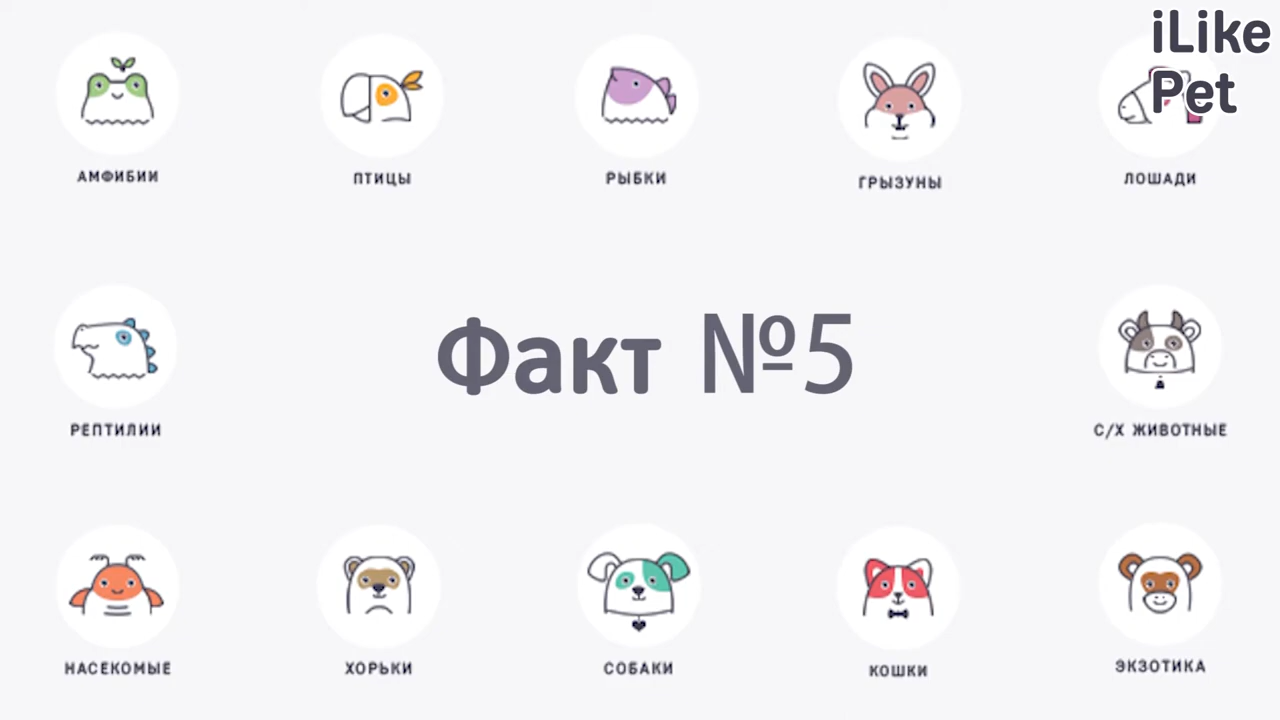 iLike
Pet
АМФИБИИ
ПТИЦЫ
РЫБКИ
ГРЫЗУНЫ
ЛОШАДИ
Факт №5
РЕПТИЛИИ
С/Х ЖИВОТНЫЕ
НАСЕКОМЫЕ
ХОРЬКИ
СОБАКИ
КОШКИ
ЭКЗОТИКА